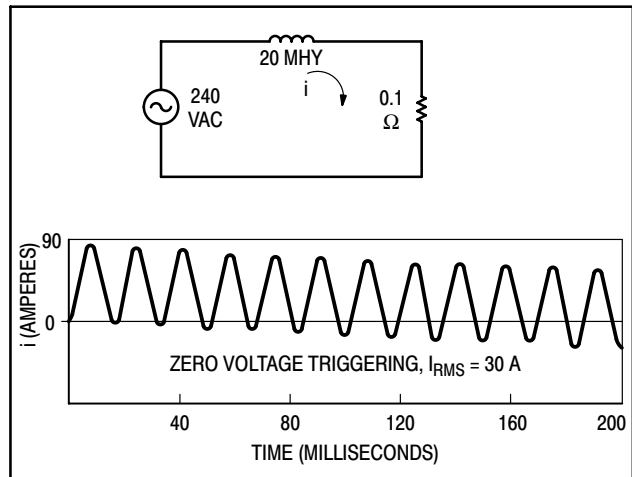 20 MHY
i
240
VAC
0.1
Ω
90
0
i (AMPERES)
ZERO VOLTAGE TRIGGERING, IRMS = 30 A
40
80
120
160
200
TIME (MILLISECONDS)